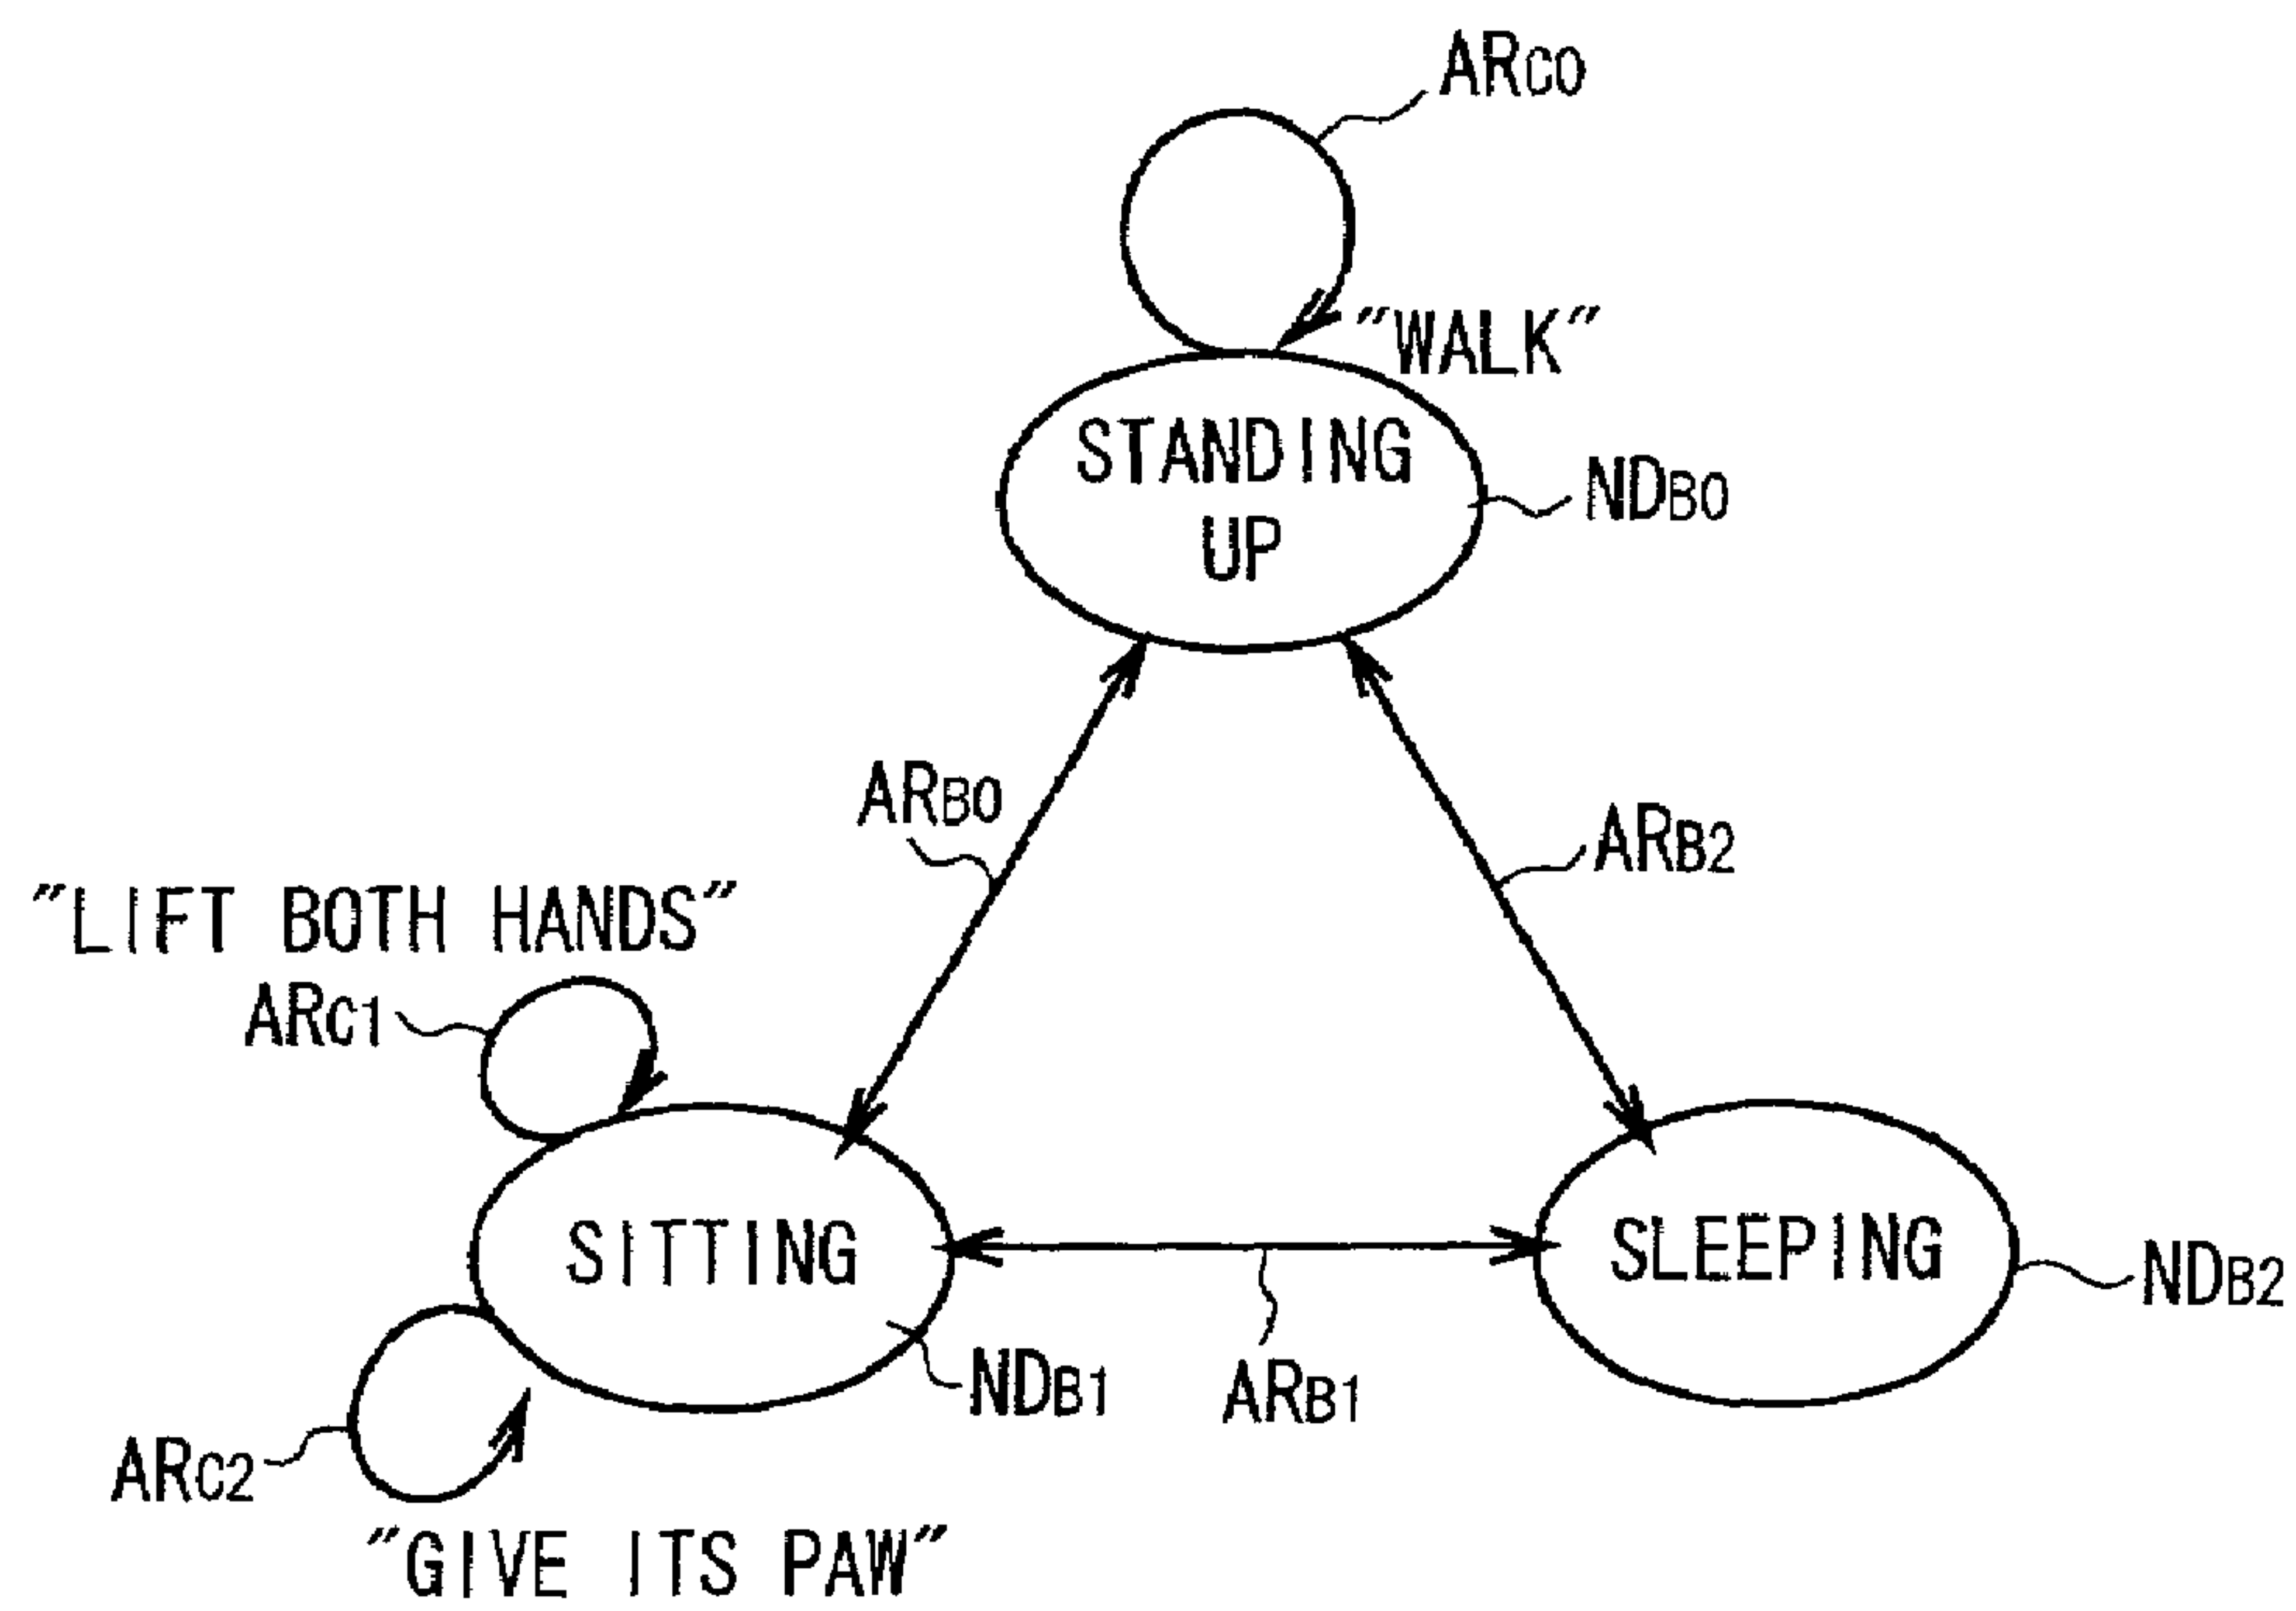 ARC0
"WALK"
STANDING
UP
NDB0
ARB0
ARB2
"LIFT BOTH HANDS"
ARC1
SITTING
SLEEPING
NDB2
NDB1
ARB1
ARC2
"GIVE ITS PAW"